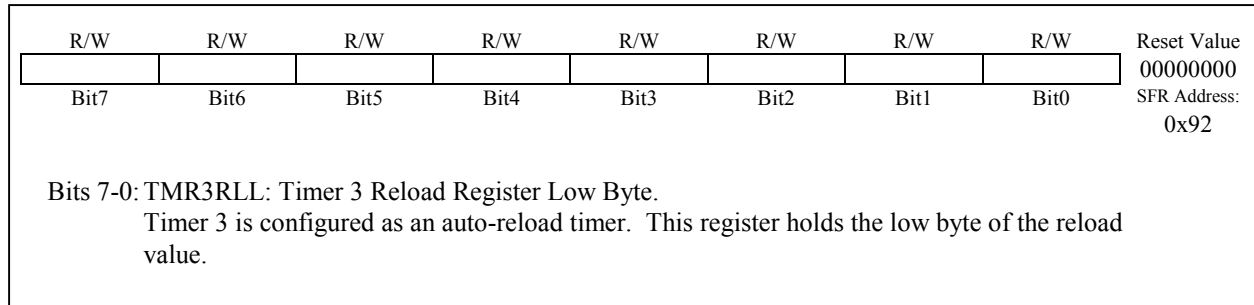 R/W R/W R/W R/W R/W R/W R/W R/W Reset Value
00000000
Bit7 Bit6 Bit5 Bit4 Bit3 Bit2 Bit1 Bit0 SFR Address:
0x92
Bits 7-0: TMR3RLL: Timer 3 Reload Register Low Byte.
Timer 3 is configured as an auto-reload timer. This register holds the low byte of the reload
value.